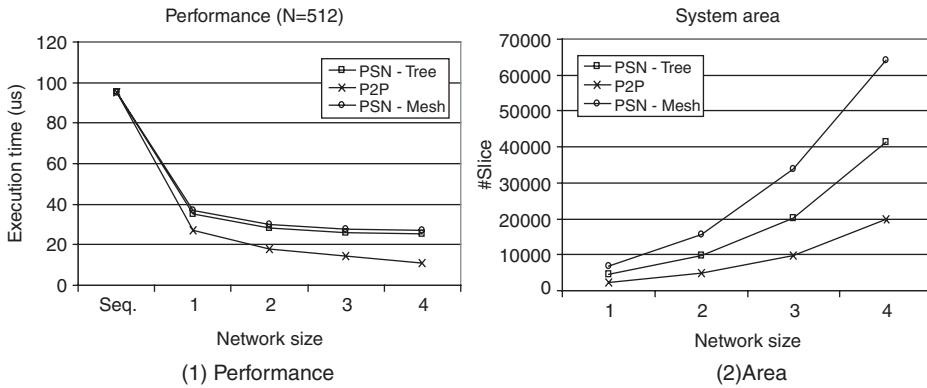 Performance (N=512)
Execution time (us)
120
100
80
60
40
20
0
PSN - Tree
P2P
PSN - Mesh
Seq. 1 2 3 4
Network size
(1) Performance
System area
#Slice
70000
60000
50000
40000
30000
20000
10000
0
PSN - Tree
P2P
PSN - Mesh
1 2 3 4
Network size
(2)Area